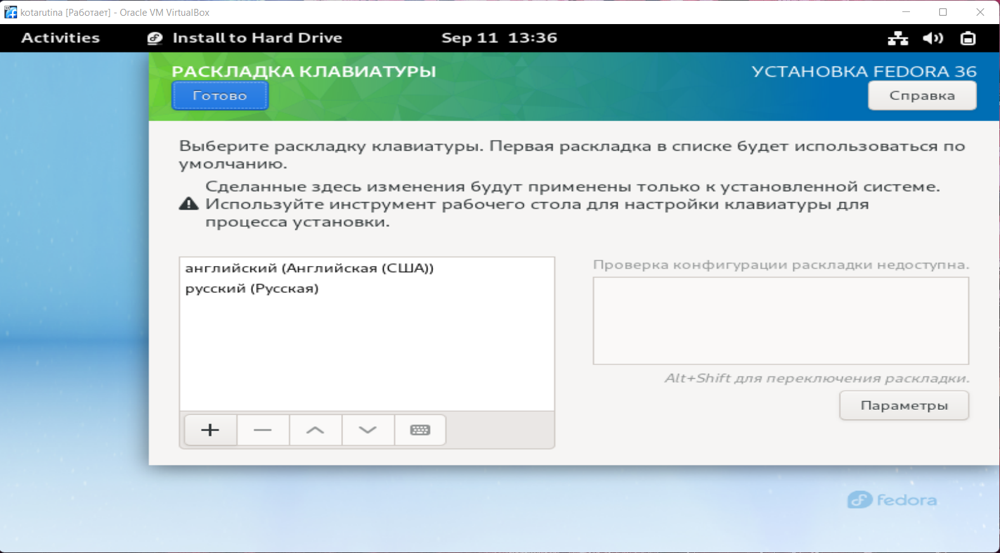 kotarutina [Работает] - Oracle VM VirtualBox
Activities Install to Hard Drive Sep 11 13:36
РАСКЛАДКА КЛАВИАТУРЫ УСТАНОВКА FEDORA 36
Готово Справка
Выберите раскладку клавиатуры. Первая раскладка в списке будет использоваться по
умолчанию.
Сделанные здесь изменения будут применены только к установленной системе.
Используйте инструмент рабочего стола для настройки клавиатуры для
процесса установки.
английский (Английская (США))
русский (Русская)
Проверка конфигурации раскладки недоступна.
Alt+Shift для переключения раскладки.
Параметры
fedora